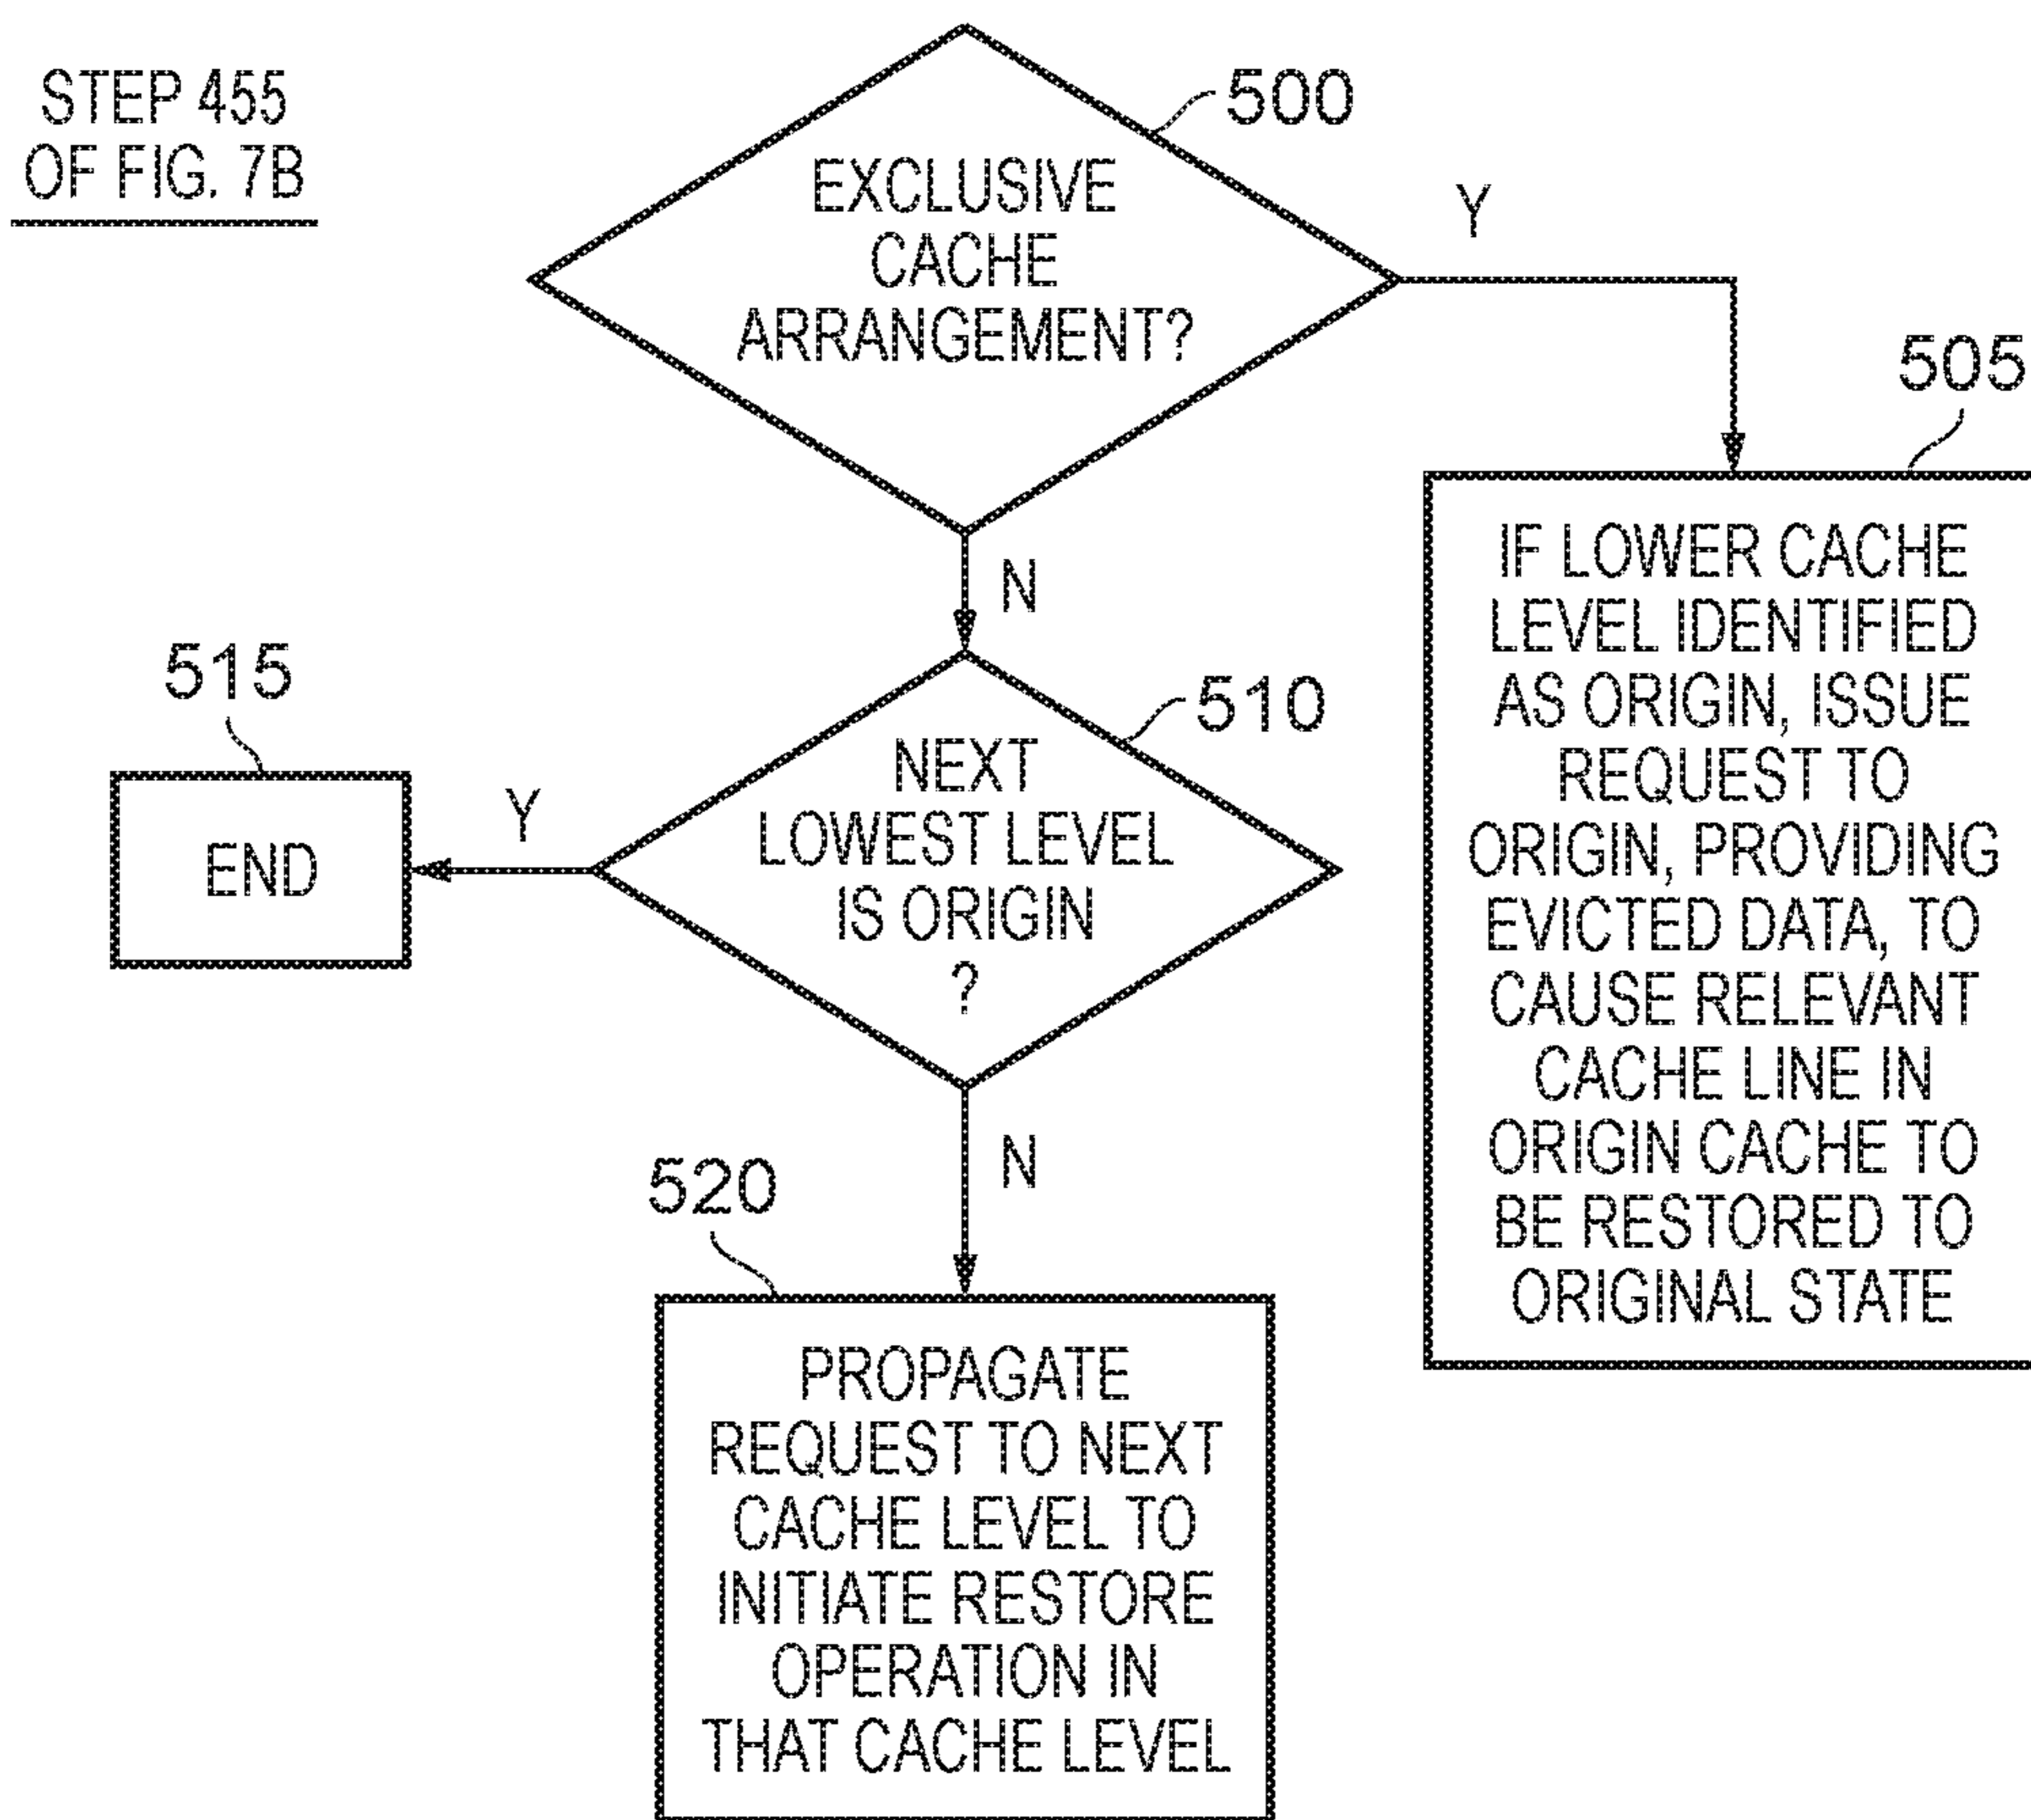 STEP 455
OF FIG. 7B
500
EXCLUSIVE
CACHE
ARRANGEMENT?
Y
N
505
IF LOWER CACHE
LEVEL IDENTIFIED
AS ORIGIN, ISSUE
REQUEST TO
ORIGIN, PROVIDING
EVICTED DATA, TO
CAUSE RELEVANT
CACHE LINE IN
ORIGIN CACHE TO
BE RESTORED TO
ORIGINAL STATE
510
NEXT
LOWEST LEVEL
IS ORIGIN
?
Y
515
END
N
520
PROPAGATE
REQUEST TO NEXT
CACHE LEVEL TO
INITIATE RESTORE
OPERATION IN
THAT CACHE LEVEL